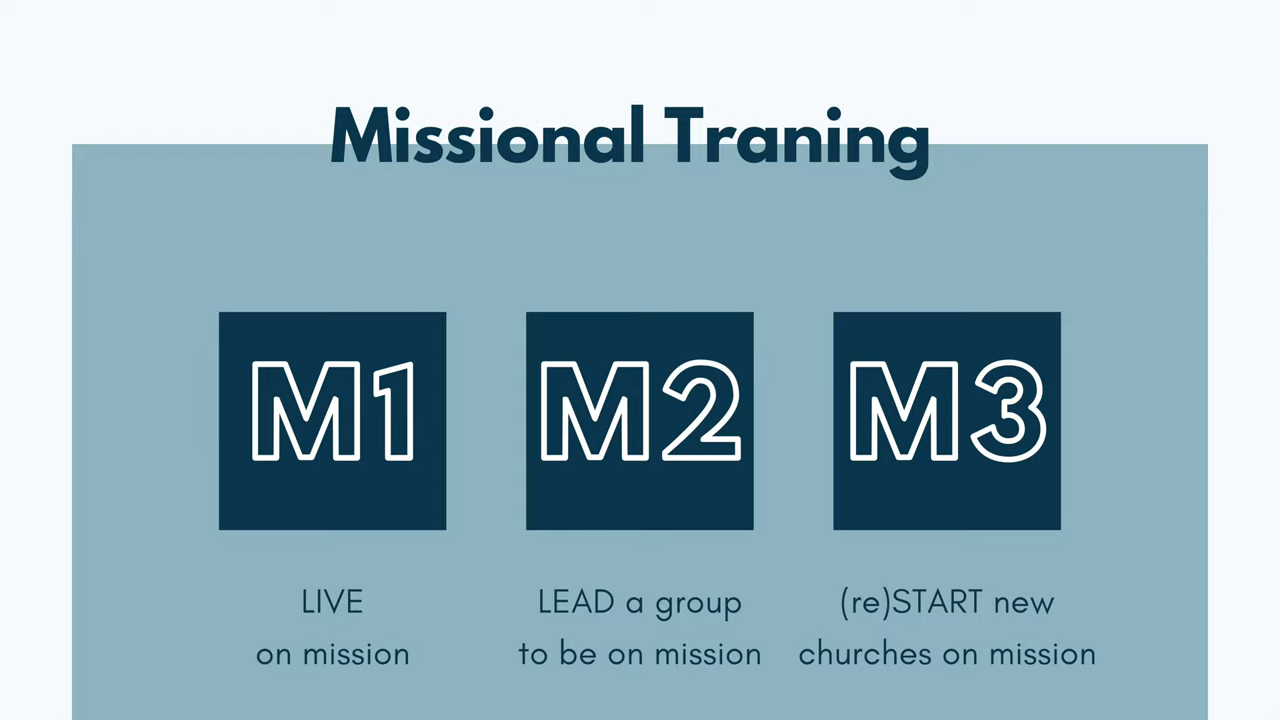 Missional Traning
M1 M2 M3
LIVE
on mission
LEAD a group
to be on mission
(re)START new
churches on mission